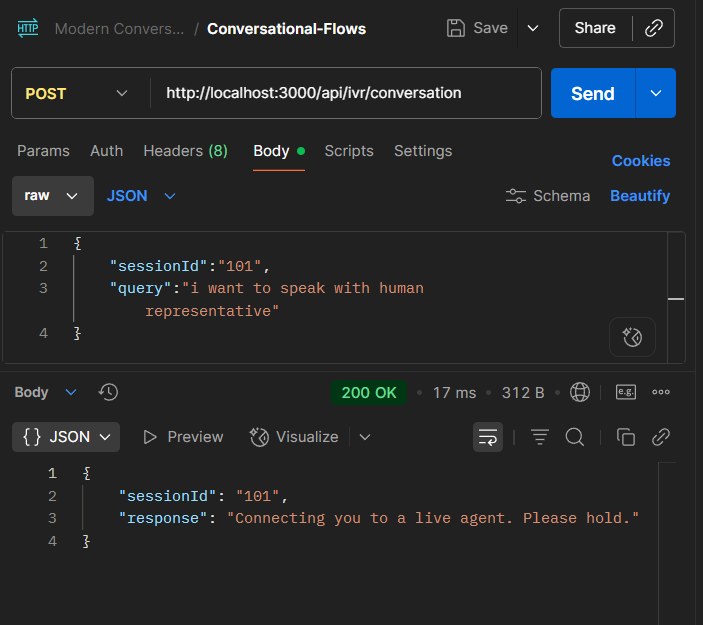 HTTP Modern Convers... / Conversational-Flows Save Share
POST http://localhost:3000/api/ivr/conversation Send
Params Auth Headers (8) Body Scripts Settings Cookies
raw JSON Schema Beautify
1 {
2 "sessionId":"101",
3 "query":"i want to speak with human
representative"
4 }
Body 200 OK • 17 ms • 312 B • e.g.
{} JSON Preview Visualize
1 {
2 "sessionId": "101",
3 "response": "Connecting you to a live agent. Please hold."
4 }